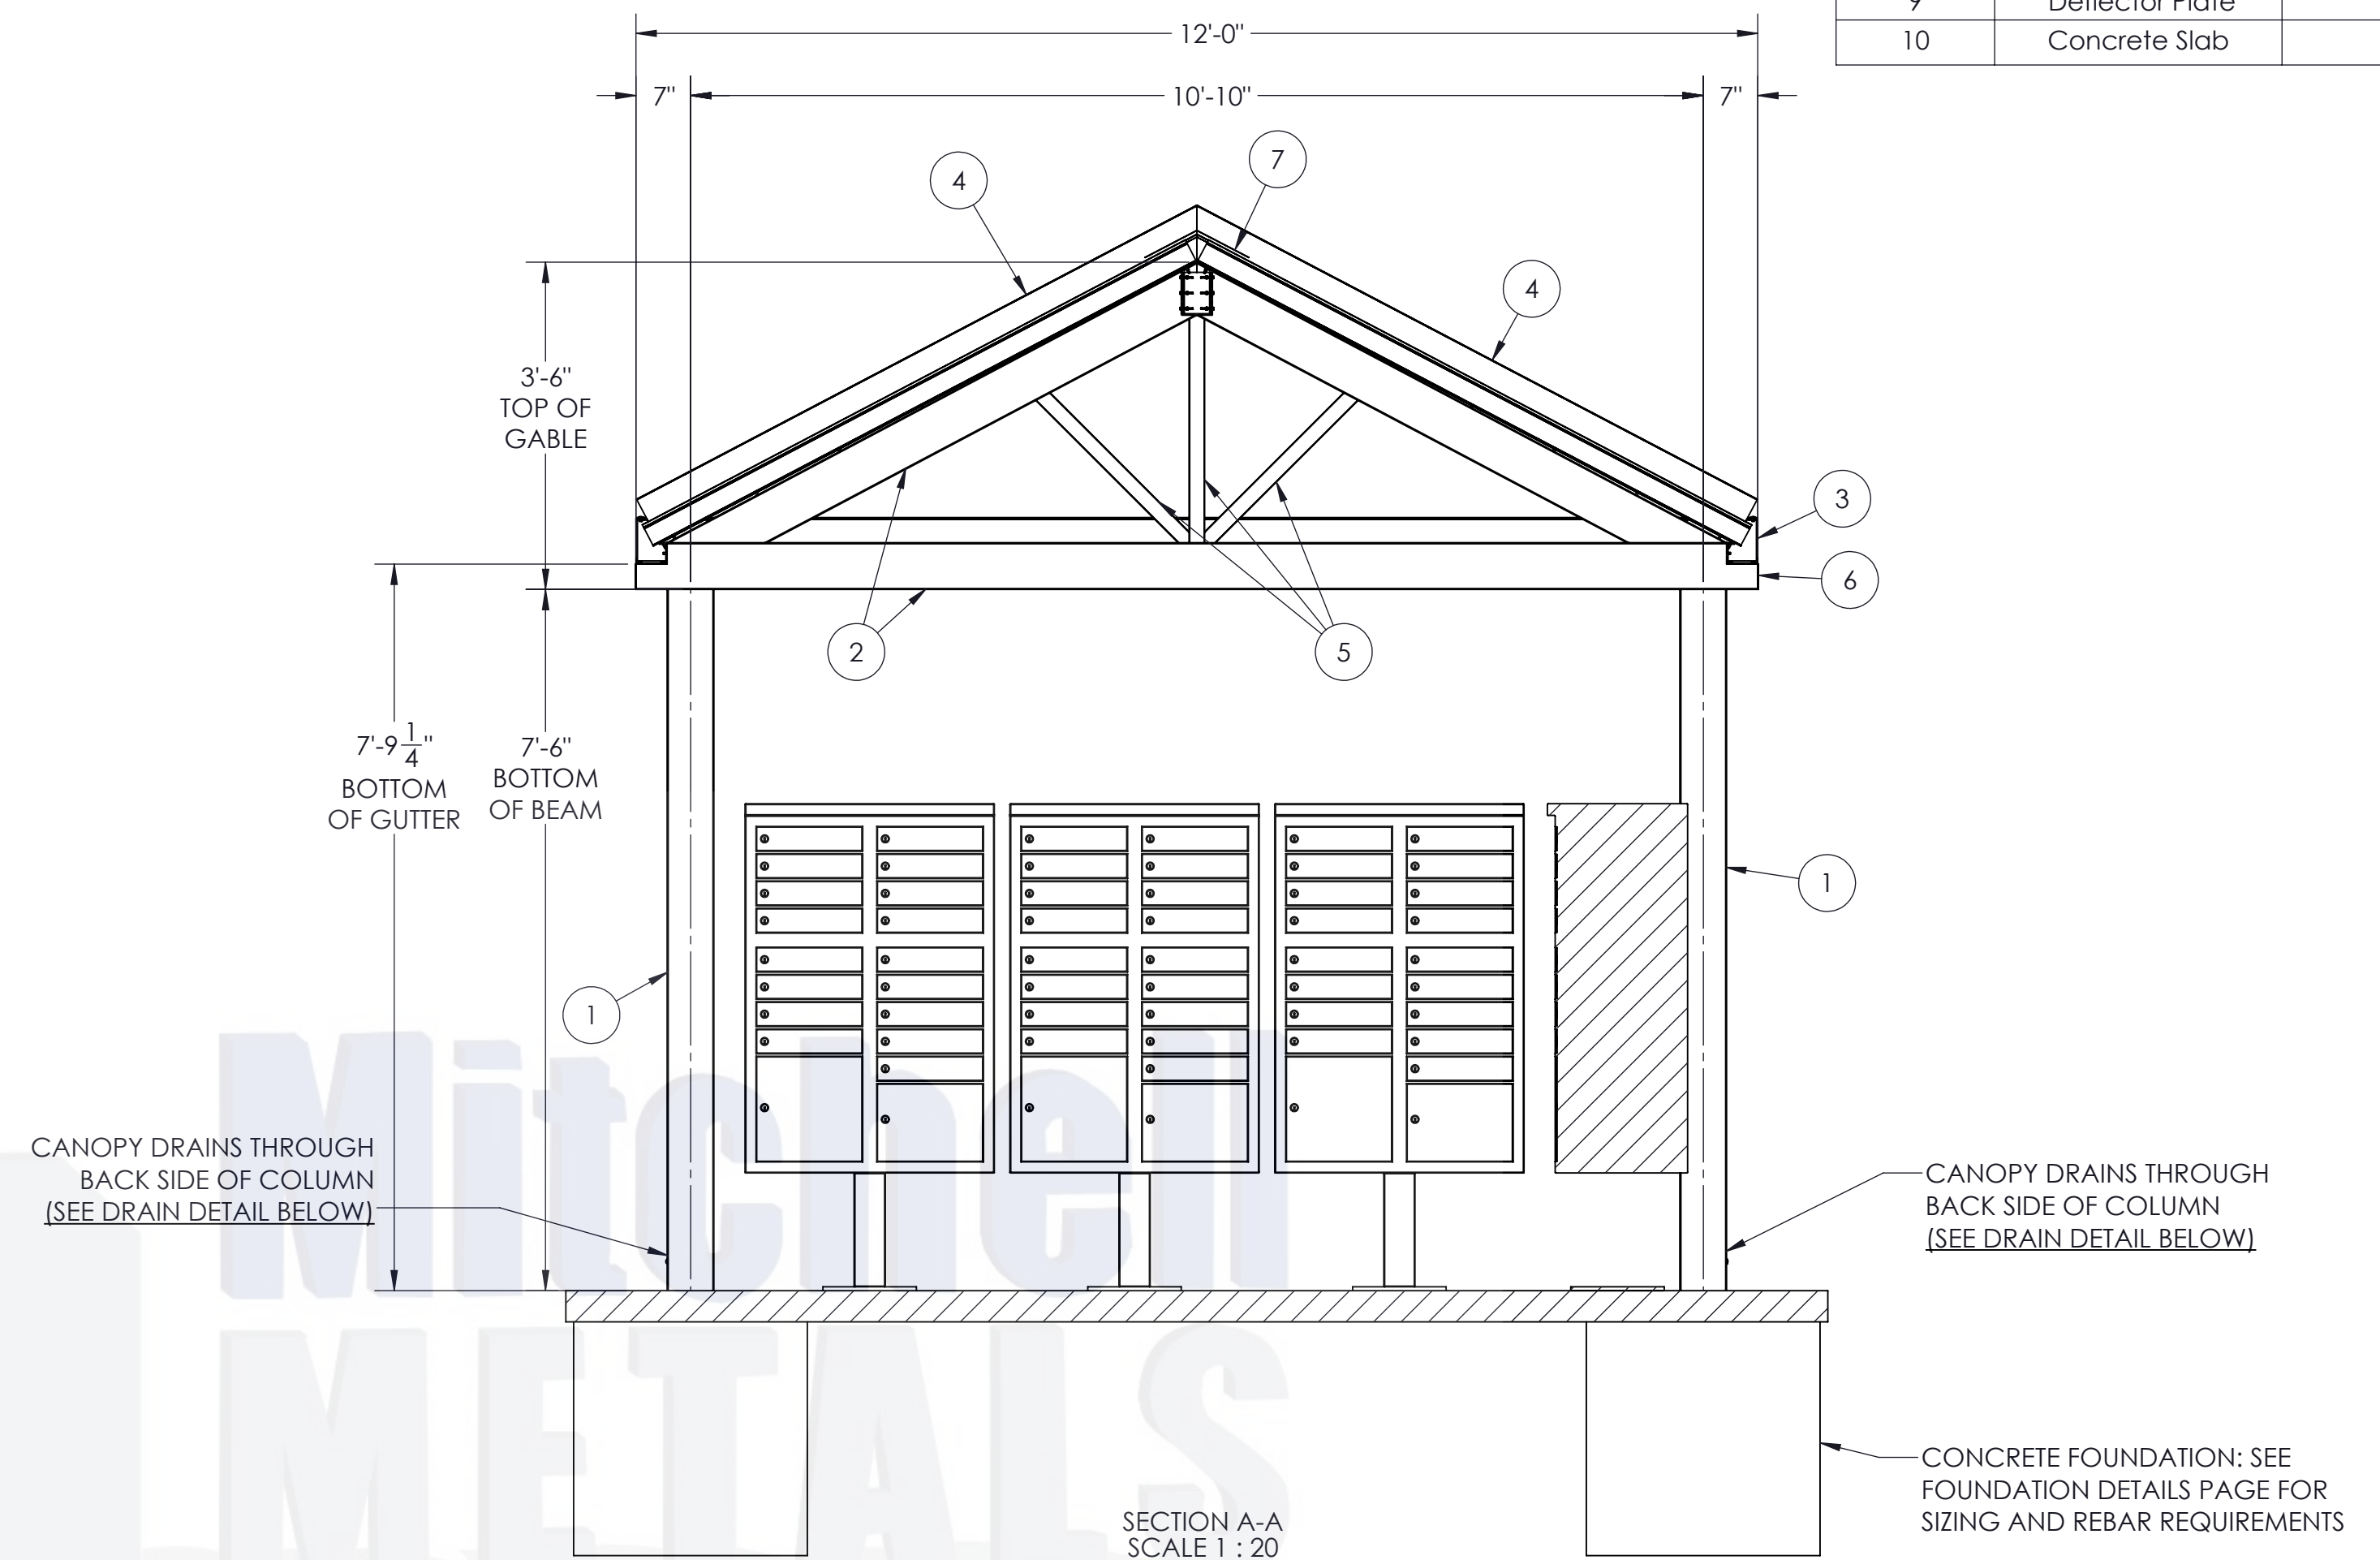 9 Deflector Plate
10 Concrete Slab
12'-0"
7" 10'-10" 7"
7
4
4
3'-6"
TOP OF
GABLE
3
6
2
5
7'-9 1/4"
BOTTOM
OF GUTTER
7'-6"
BOTTOM
OF BEAM
1
1
CANOPY DRAINS THROUGH
BACK SIDE OF COLUMN
(SEE DRAIN DETAIL BELOW)
CANOPY DRAINS THROUGH
BACK SIDE OF COLUMN
(SEE DRAIN DETAIL BELOW)
Mitchell
METALS
CONCRETE FOUNDATION: SEE
FOUNDATION DETAILS PAGE FOR
SIZING AND REBAR REQUIREMENTS
SECTION A-A
SCALE 1 : 20